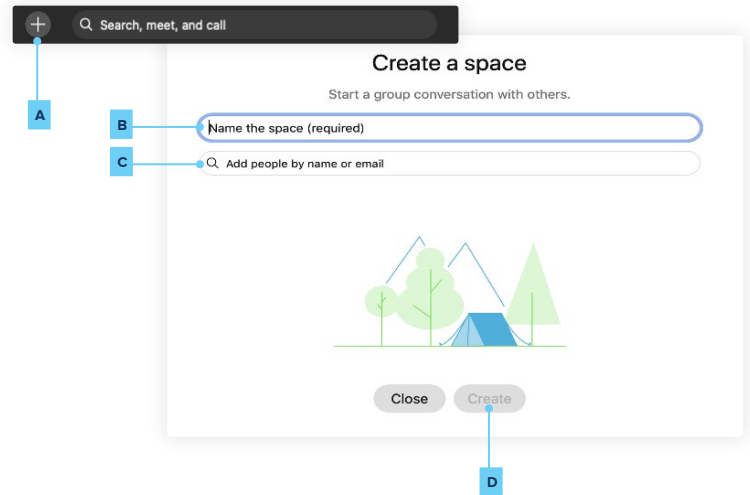 Search, meet, and call
A
Create a space
Start a group conversation with others.
B
Name the space (required)
C
Add people by name or email
Close
Create
D